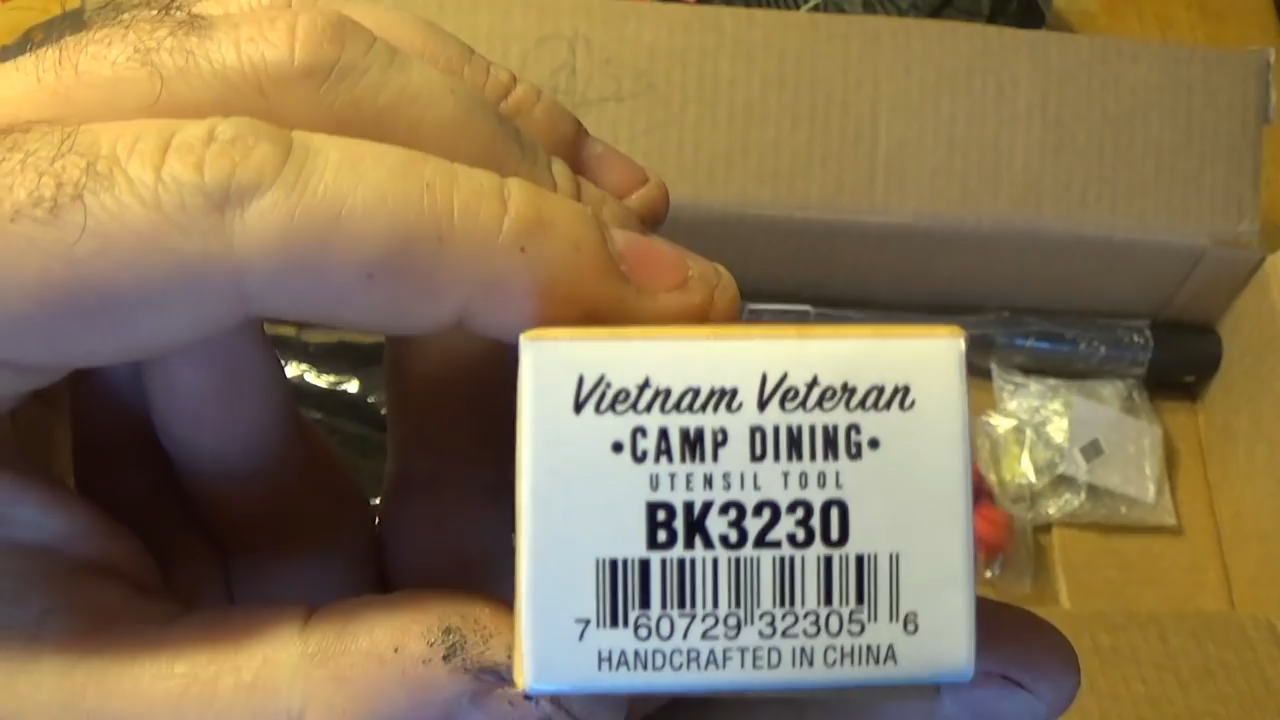 Vietnam Veteran
•CAMP DINING•
UTENSIL TOOL
BK3230
7 60729 32305 6
HANDCRAFTED IN CHINA